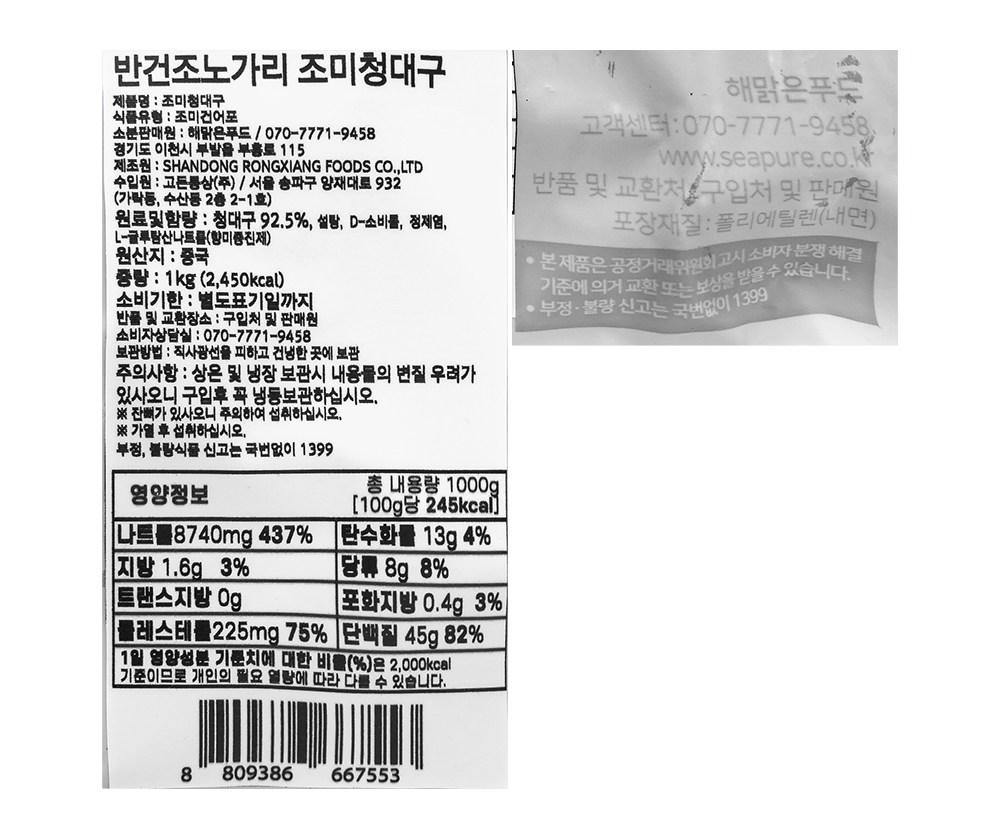 반건조노가리 조미청대구
제품명 : 조미청대구
식품유형 : 조미건어포
소분판매원 : 해맑은푸드 / 070-7771-9458
경기도 이천시 부발읍 부흥로 115
제조원 : SHANDONG RONGXIANG FOODS CO.,LTD
수입원 : 고든통상(주) / 서울 송파구 양재대로 932
(가락동, 수산동 2층 2-1호)
원료및함량 : 청대구 92.5%, 설탕, D-소비톨, 정제염,
L-글루탐산나트륨(향미증진제)
원산지 : 중국
중량 : 1kg (2,450kcal)
소비기한 : 별도표기일까지
반품 및 교환장소 : 구입처 및 판매원
소비자상담실 : 070-7771-9458
보관방법 : 직사광선을 피하고 건냉한 곳에 보관
주의사항 : 상온 및 냉장 보관시 내용물의 변질 우려가
있사오니 구입후 꼭 냉동보관하십시오.
※ 잔뼈가 있사오니 주의하여 섭취하십시오.
※ 가열 후 섭취하십시오.
부정, 불량식품 신고는 국번없이 1399
영양정보
총 내용량 1000g
[100g당 245kcal]
나트륨8740mg 437% 탄수화물 13g 4%
지방 1.6g 3% 당류 8g 8%
트랜스지방 0g 포화지방 0.4g 3%
콜레스테롤225mg 75% 단백질 45g 82%
1일 영양성분 기준치에 대한 비율(%)은 2,000kcal
기준이므로 개인의 필요 열량에 따라 다를 수 있습니다.
8 809386 667553
해맑은푸드
고객센터:070-7771-9458
www.seapure.co.kr
반품 및 교환처:구입처 및 판매원
포장재질:폴리에틸렌(내면)
• 본 제품은 공정거래위원회 고시 소비자 분쟁 해결
기준에 의거 교환 또는 보상을 받을 수 있습니다.
• 부정·불량 신고는 국번없이 1399